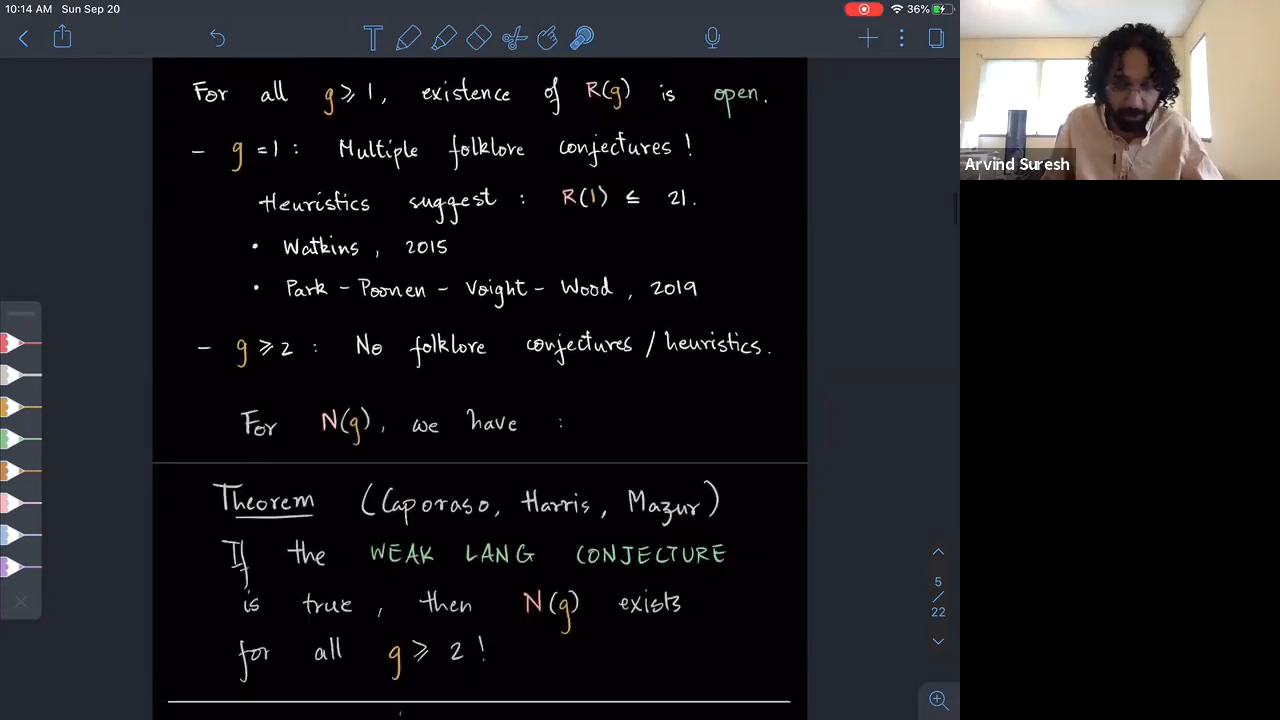 10:14 AM Sun Sep 20
36%
For all g ⩾ 1, existence of R(g) is open.
- g = 1 : Multiple folklore conjectures !
Heuristics suggest : R(1) ≤ 21.
• Watkins, 2015
• Park - Poonen - Voight - Wood, 2019
- g ⩾ 2 : No folklore conjectures / heuristics.
For N(g), we have :
Theorem (Caporaso, Harris, Mazur)
If the WEAK LANG CONJECTURE
is true, then N(g) exists
for all g ⩾ 2 !
5
/
22
Arvind Suresh